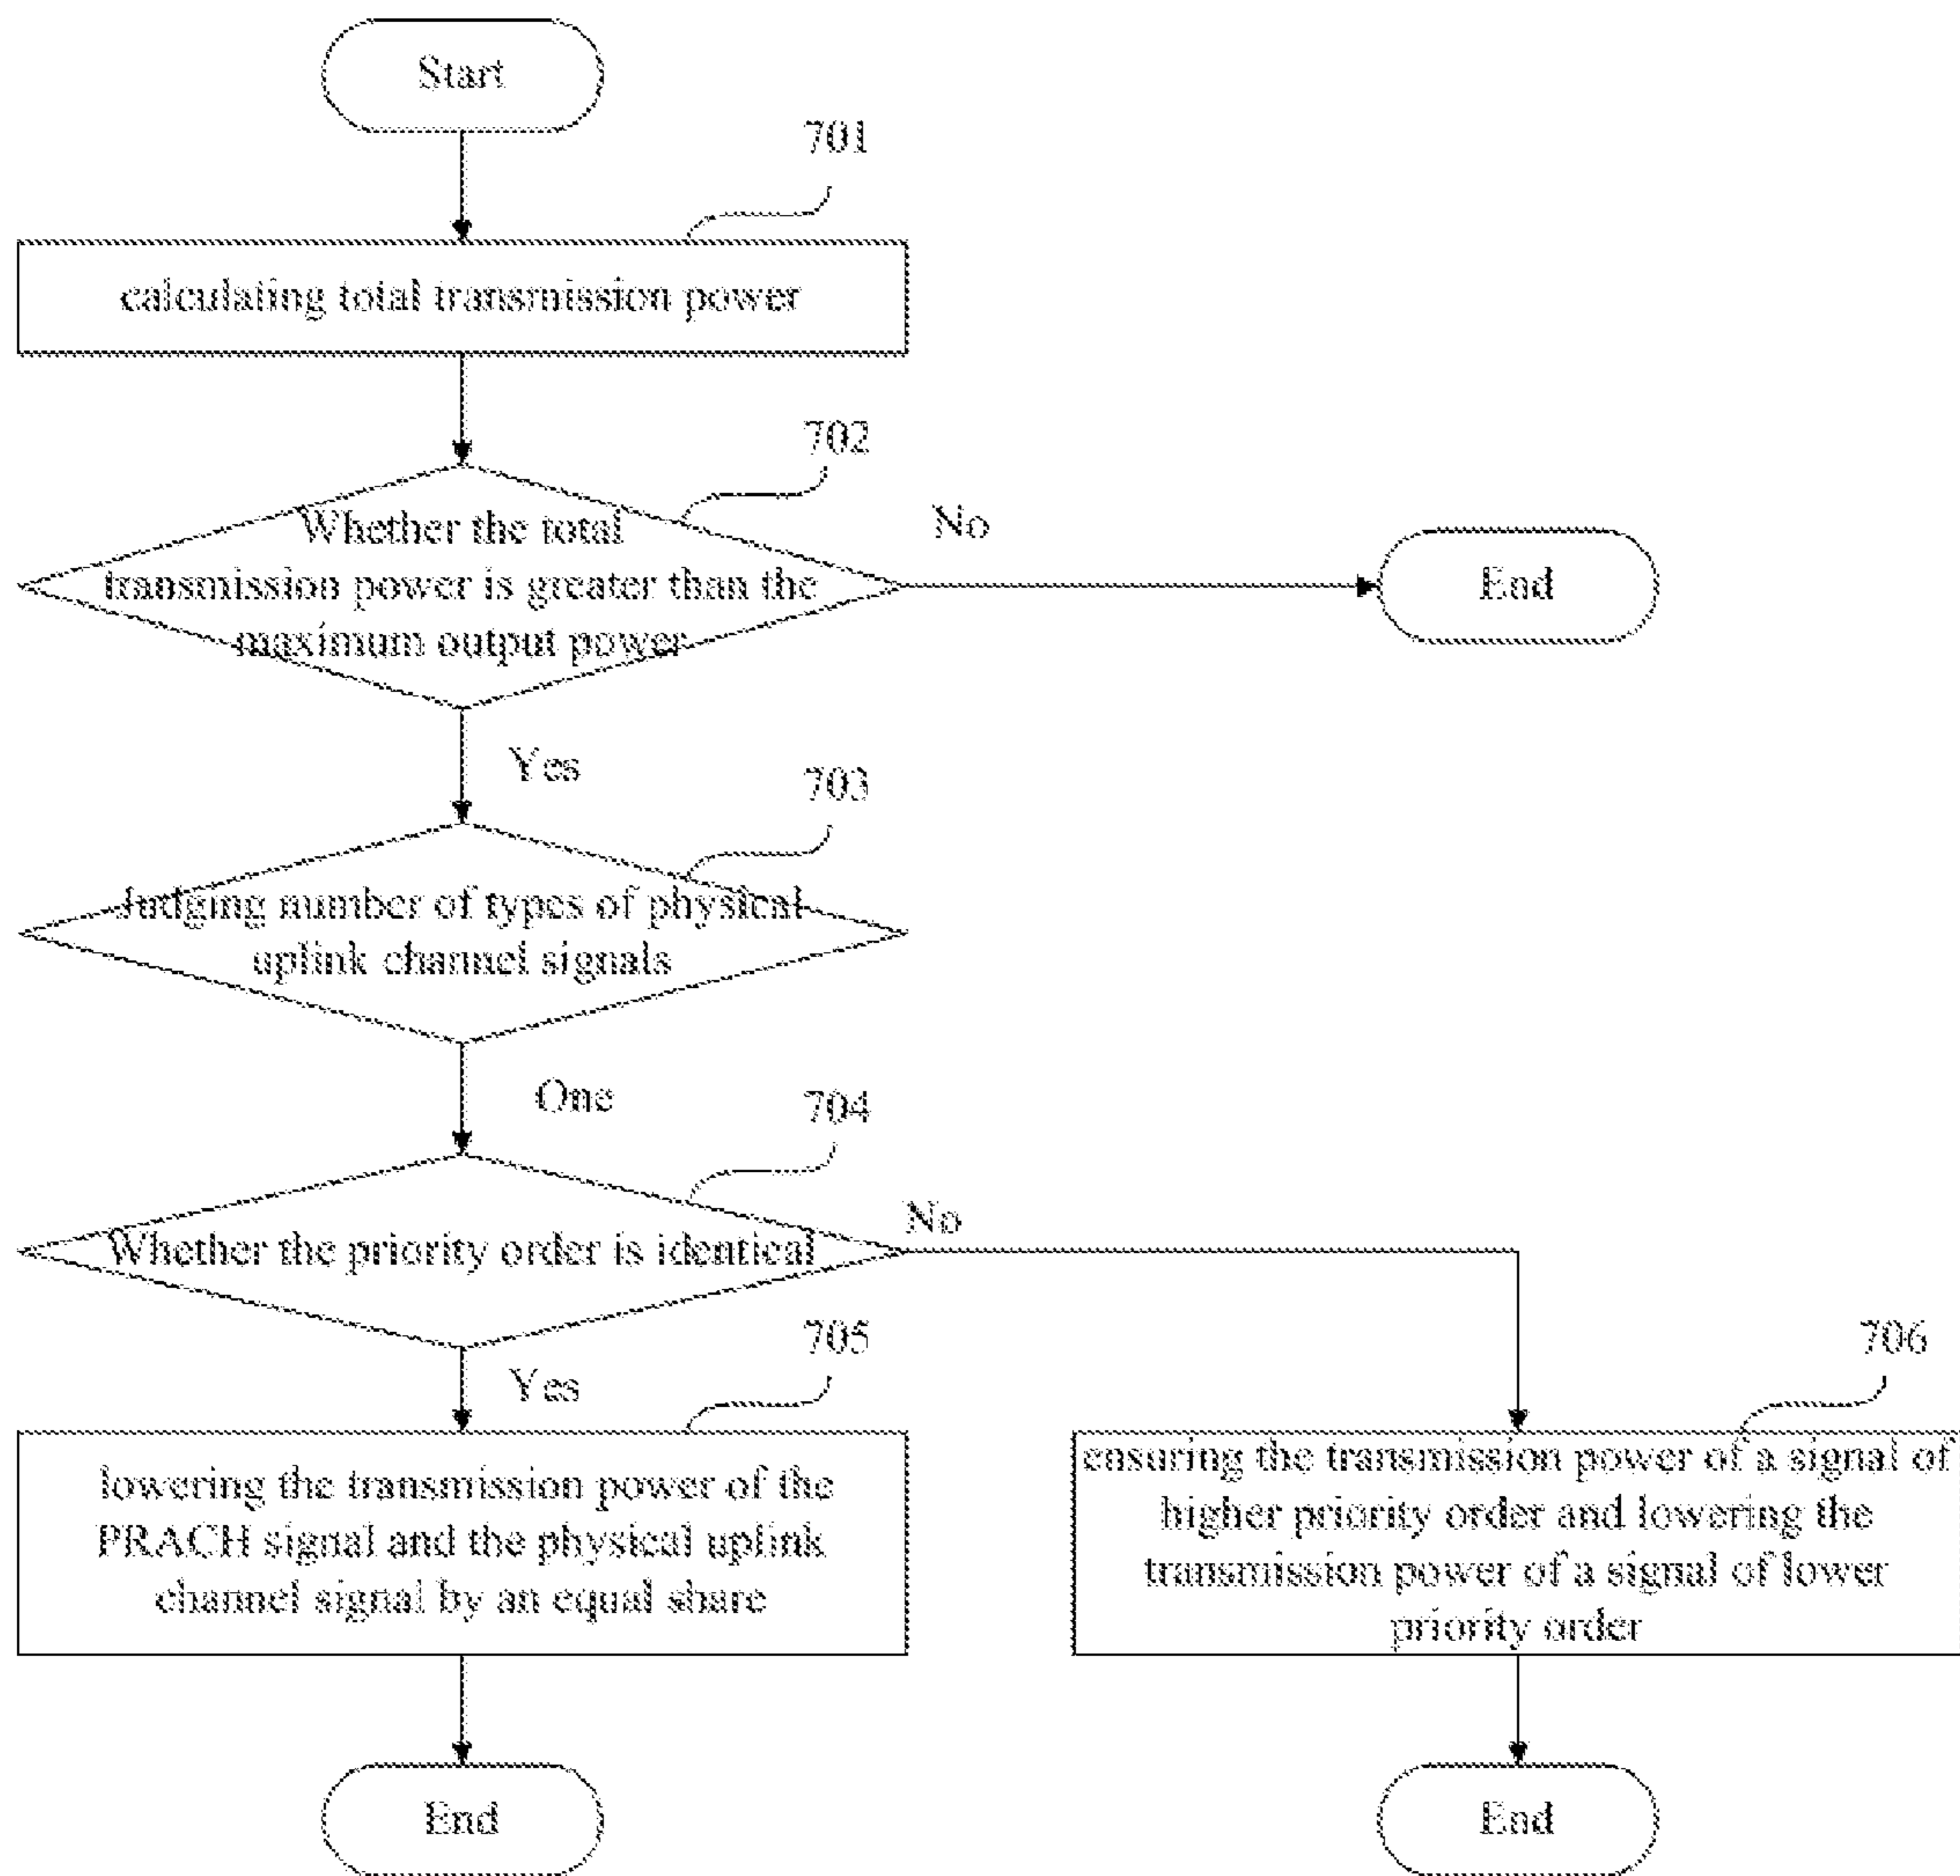 Start
701
calculating total transmission power
702
Whether the total
transmission power is greater than the
maximum output power
No
End
Yes
703
Judging number of types of physical
uplink channel signals
One
704
Whether the priority order is identical
No
705
Yes
706
lowering the transmission power of the
PRACH signal and the physical uplink
channel signal by an equal share
ensuring the transmission power of a signal of
higher priority order and lowering the
transmission power of a signal of lower
priority order
End
End